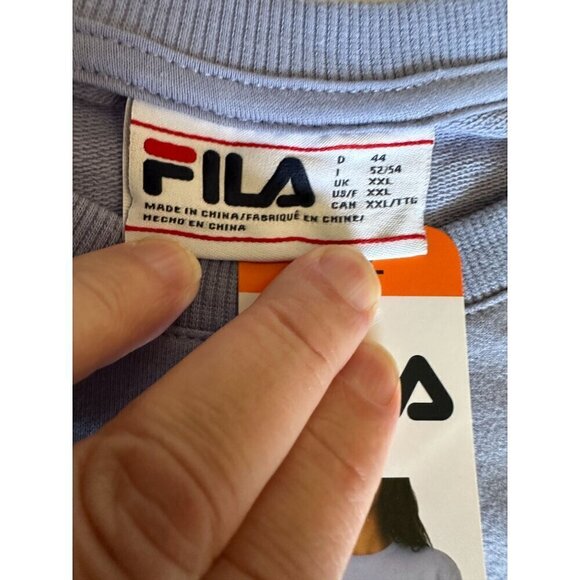 FILA
D 44
I 52/54
UK XXL
US/F XXL
CAN XXL/TTG
MADE IN CHINA/FABRIQUÉ EN CHINE/
HECHO EN CHINA
A